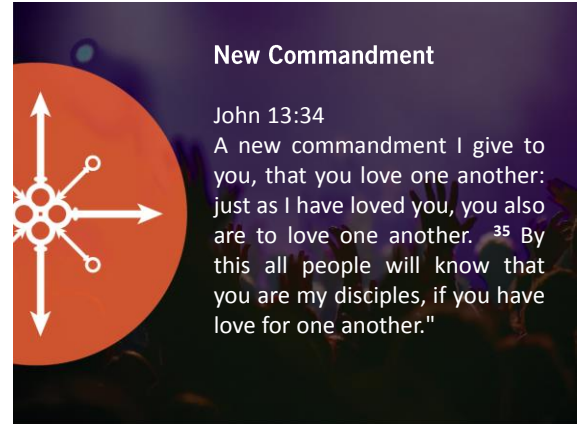 New Commandment
John 13:34
A new commandment I give to
you, that you love one another:
just as I have loved you, you also
are to love one another. 35 By
this all people will know that
you are my disciples, if you have
love for one another."